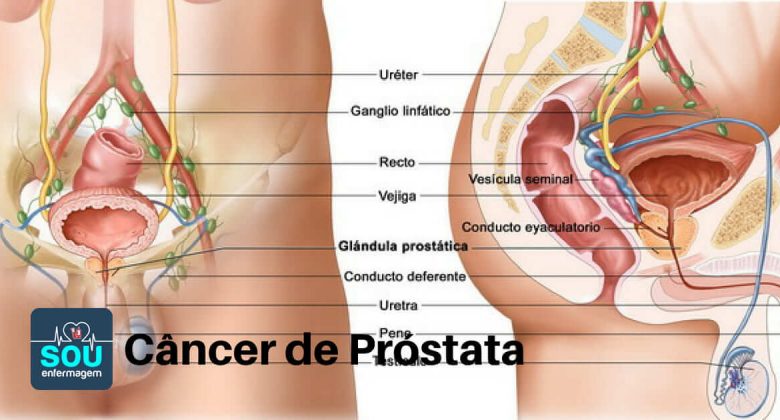 Uréter
Ganglio linfático
Recto
Vesícula seminal
Vejiga
Conducto eyaculatorio
Glándula prostática
Conducto deferente
Uretra
Pene
SOU
enfermagem
Câncer de Próstata
Testículo